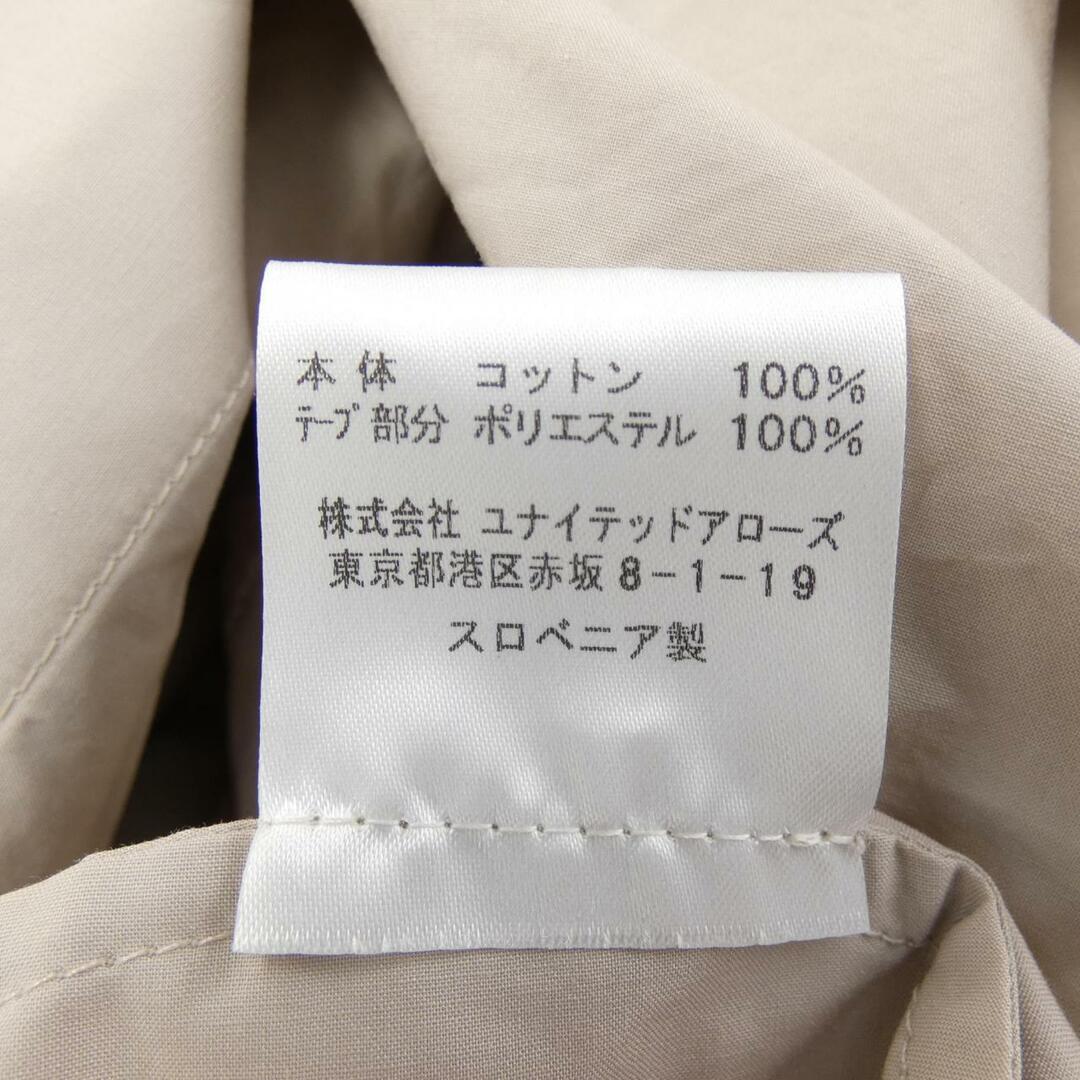 本体 コットン 100%
ﾃｰﾌﾟ部分 ポリエステル 100%
株式会社 ユナイテッドアローズ
東京都港区赤坂8-1-19
スロベニア製